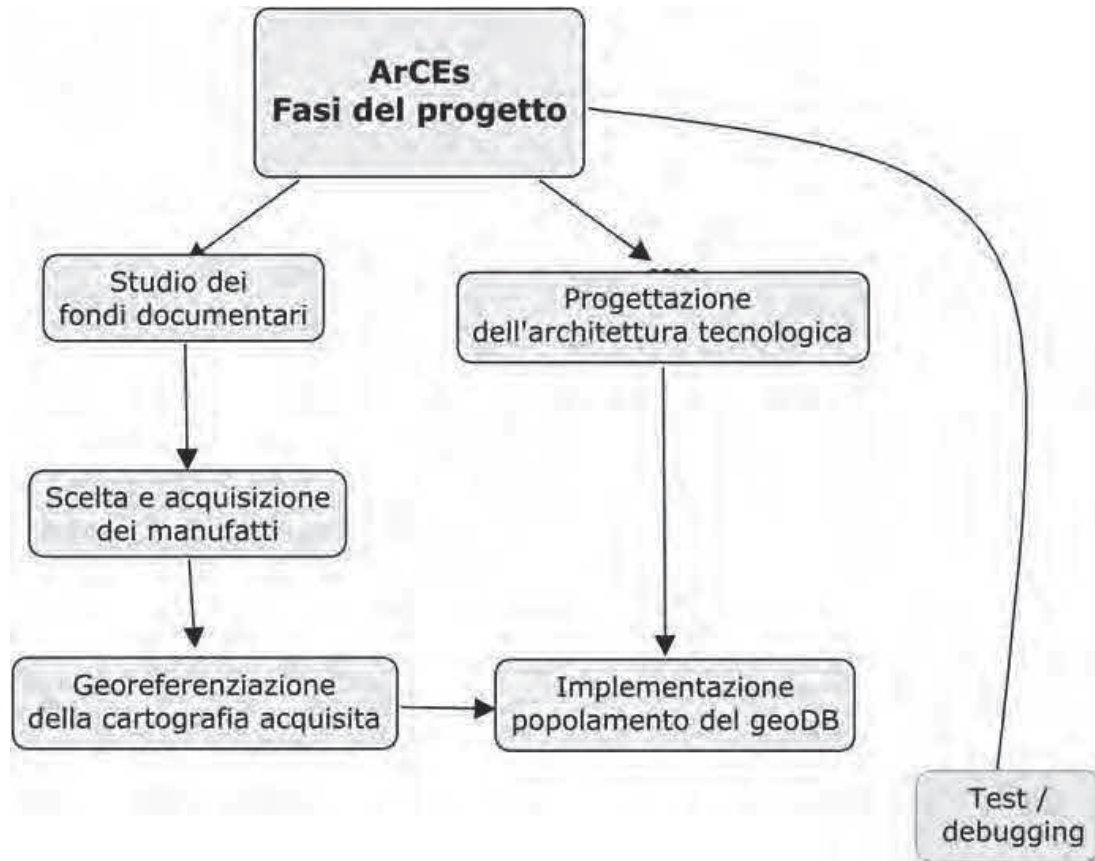 ArCEs
Fasi del progetto
Studio dei
fondi documentari
Progettazione
dell'architettura tecnologica
Scelta e acquisizione
dei manufatti
Georeferenziazione
della cartografia acquisita
Implementazione
popolamento del geoDB
Test /
debugging